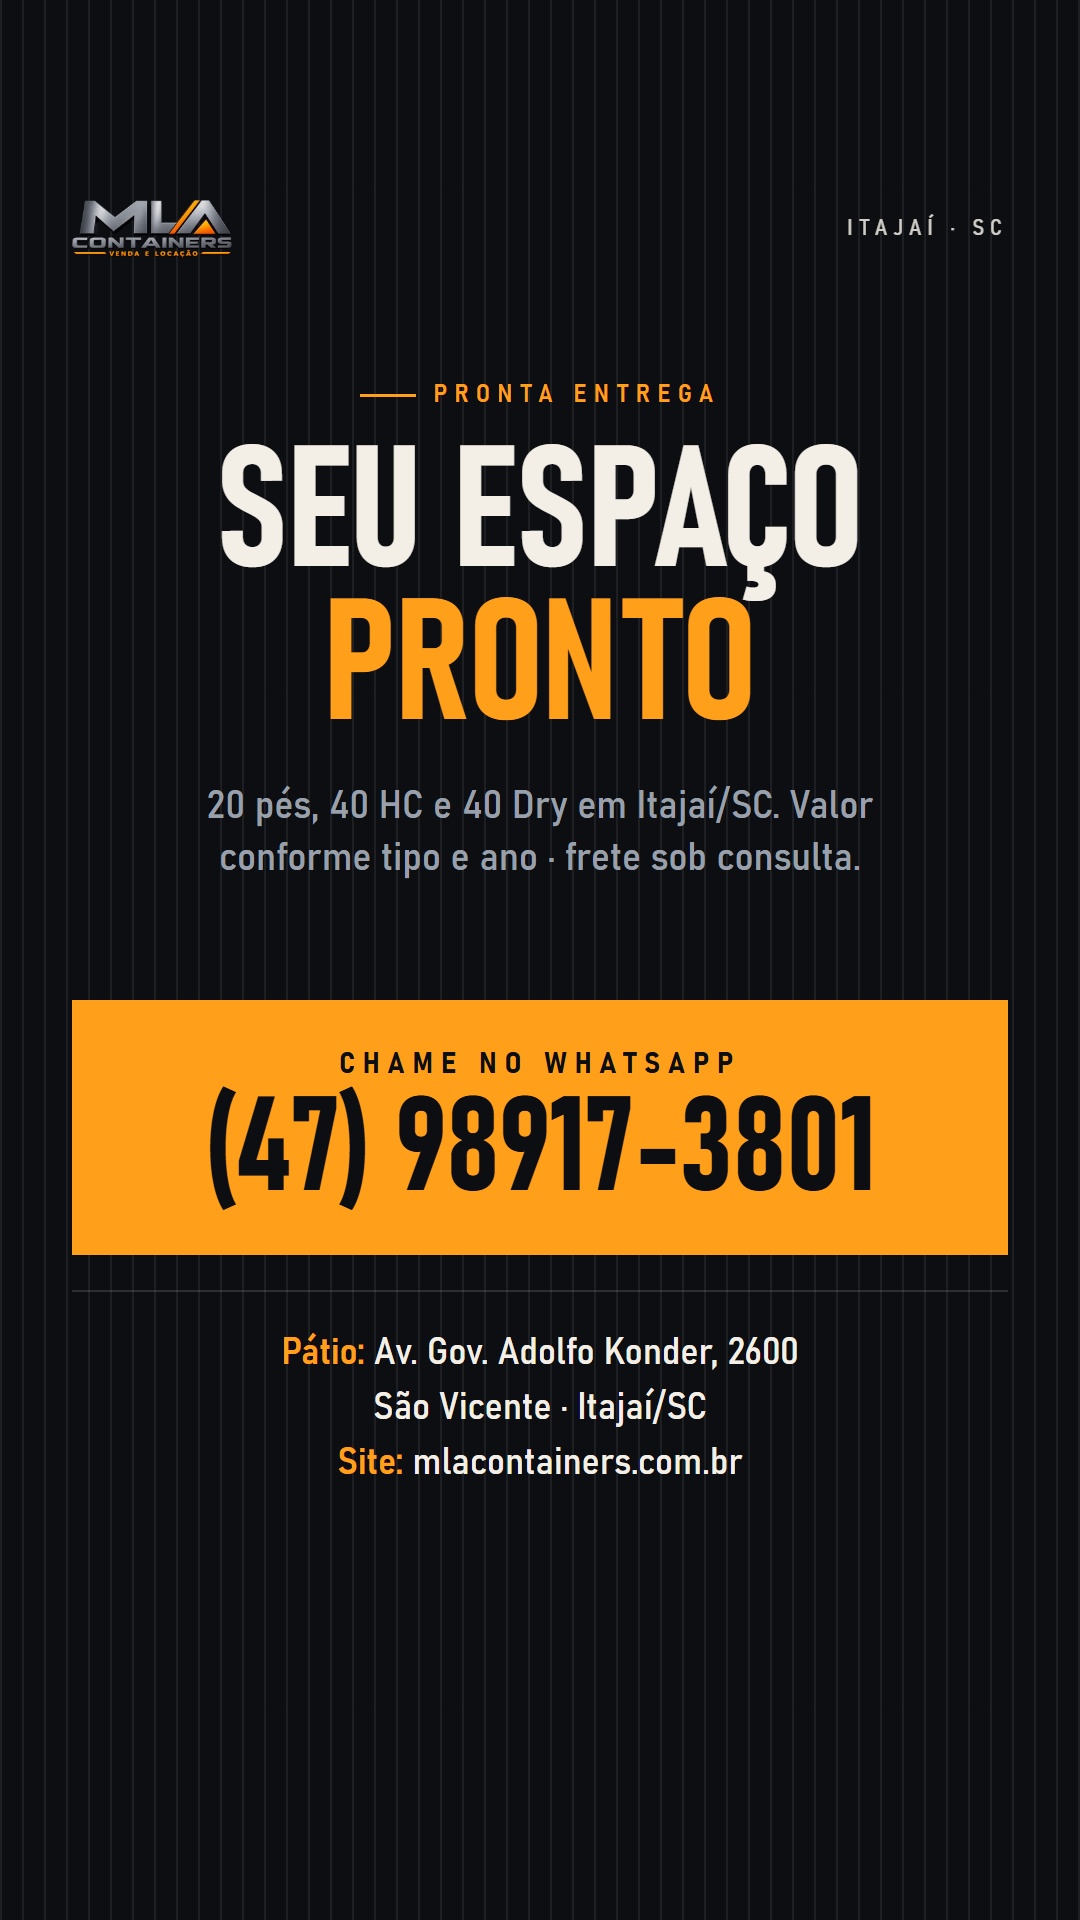 MLA
CONTAINERS
VENDA E LOCAÇÃO
ITAJAÍ · SC
PRONTA ENTREGA
SEU ESPAÇO
PRONTO
20 pés, 40 HC e 40 Dry em Itajaí/SC. Valor
conforme tipo e ano · frete sob consulta.
CHAME NO WHATSAPP
(47) 98917-3801
Pátio: Av. Gov. Adolfo Konder, 2600
São Vicente · Itajaí/SC
Site: mlacontainers.com.br